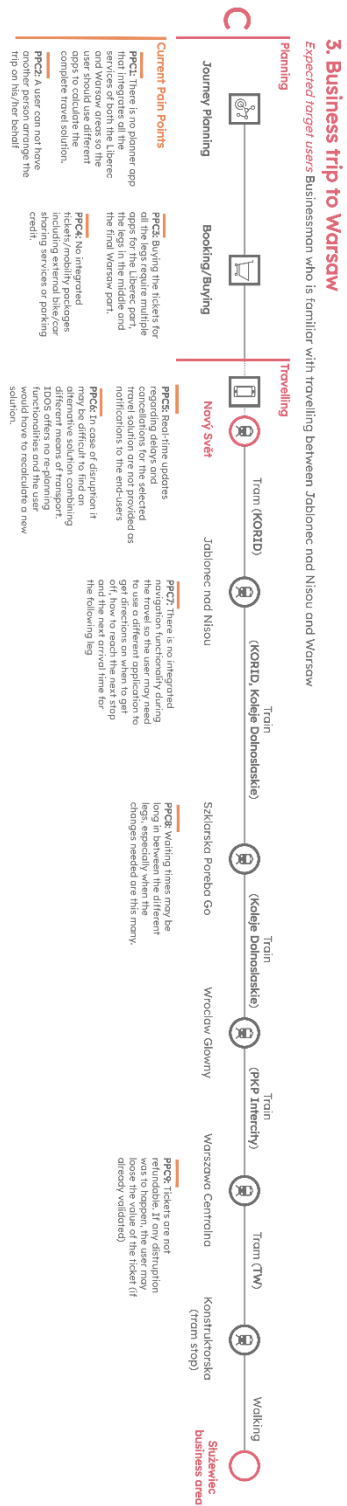 3. Business trip to Warsaw
Expected target users Businessman who is familiar with travelling between Jablonec nad Nisou and Warsaw
Planning
Travelling
Journey Planning
Booking/Buying
Nový Svět
Tram (KORID)
Jablonec nad Nisou
Train
(KORID, Koleje Dolnoslaskie)
Szklarska Poreba Go
Train
(Koleje Dolnoslaskie)
Wroclaw Głowny
Train
(PKP Intercity)
Warszawa Centralna
Tram (TW)
Konstruktorska
(tram stop)
Walking
Służewiec
business area
Current Pain Points
PPC1: There is no planner app
that integrates all the
services of both the Liberec
and Warsaw areas so the
user should use different
apps to calculate the
complete travel solution.
PPC2: A user can not have
another person arrange the
trip on his/her behalf
PPC3: Buying the tickets for
all the legs require multiple
apps for the Liberec part,
the legs in the middle and
the final Warsaw part.
PPC4: No integrated
tickets/mobility packages
including external bike/car
sharing services or parking
credit.
PPC5: Real-time updates
regarding delays and
cancellations for the selected
travel solution are not provided as
notifications to the end-users
PPC6: In case of disruption it
may be difficult to find an
alternative solution combining
different means of transport.
IDOS offers no re-planning
functionalities and the user
would have to recalculate a new
solution.
PPC7: There is no integrated
navigation functionality during
the travel so the user may need
to use a different application to
get directions on when to get
off, how to reach the next stop
and the next arrival time for
the following leg
PPC8: Waiting times may be
long in between the different
legs, especially when the
changes needed are this many.
PPC9: Tickets are not
refundable. If any distruption
was to happen, the user may
loose the value of the ticket (if
already validated)